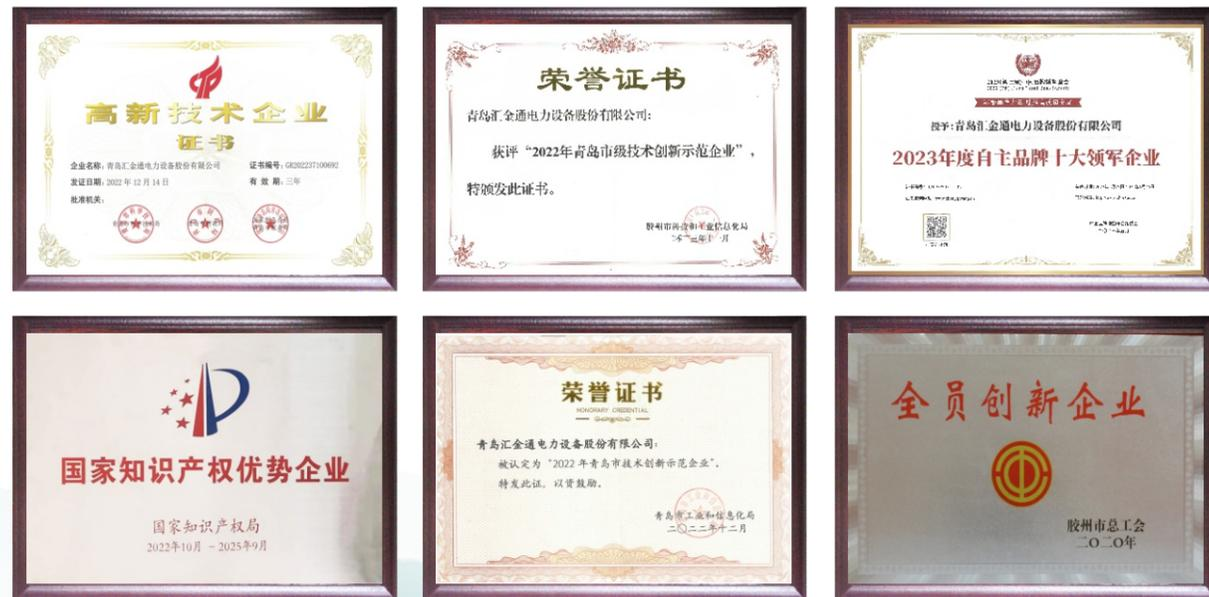 高新技术企业
证书
企业名称：青岛汇金通电力设备股份有限公司
证书编号：GR202237100692
发证日期：2022年12月14日
有效期：三年
批准机关：
荣誉证书
青岛汇金通电力设备股份有限公司：
获评“2022年青岛市级技术创新示范企业”，
特颁发此证书。
授予：青岛汇金通电力设备股份有限公司
2023年度自主品牌十大领军企业
国家知识产权优势企业
国家知识产权局
2022年10月－2025年9月
荣誉证书
HONORARY CREDENTIAL
青岛汇金通电力设备股份有限公司：
被认定为“2022年青岛市技术创新示范企业”。
特发此证，以资鼓励。
青岛市工业和信息化局
二〇二二年十二月
全员创新企业
胶州市总工会
二〇二〇年